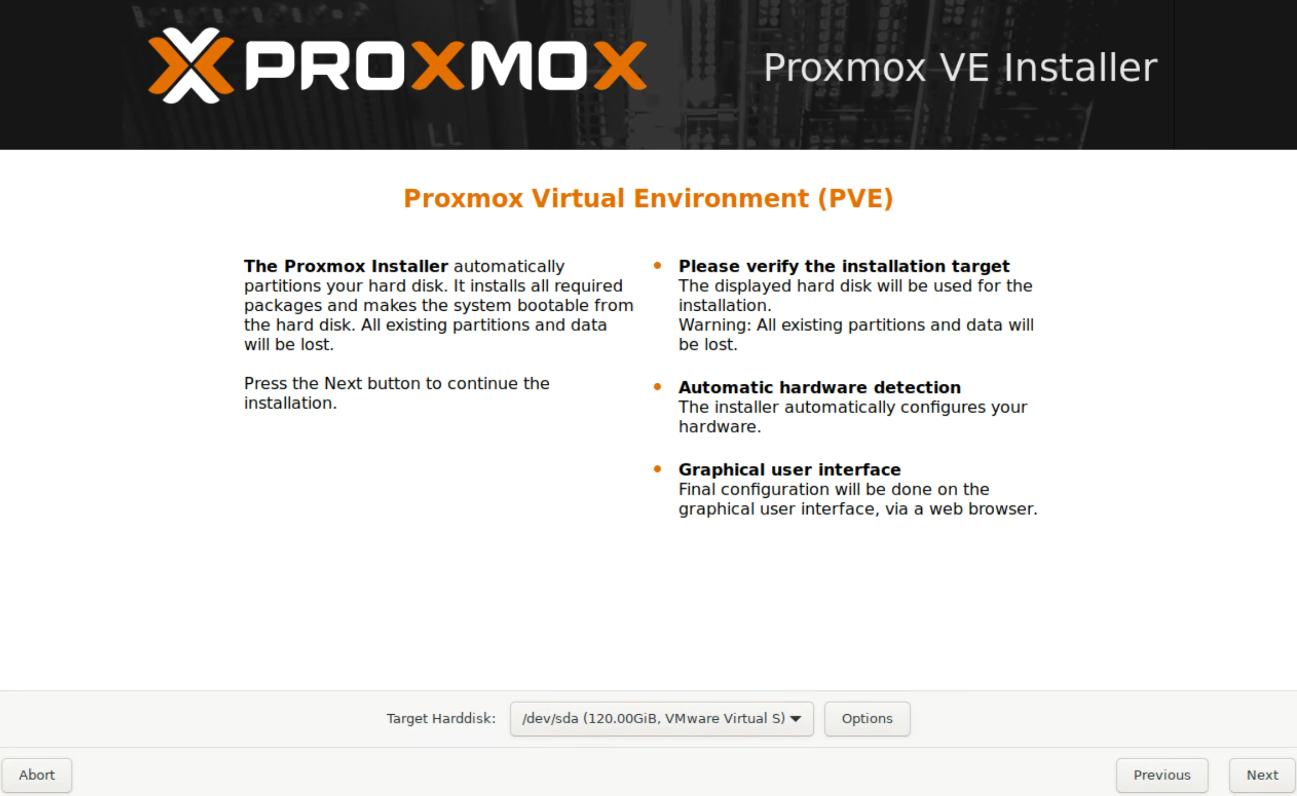 PROXMOX
Proxmox VE Installer
Proxmox Virtual Environment (PVE)
The Proxmox Installer automatically
partitions your hard disk. It installs all required
packages and makes the system bootable from
the hard disk. All existing partitions and data
will be lost.
Press the Next button to continue the
installation.
Please verify the installation target
The displayed hard disk will be used for the
installation.
Warning: All existing partitions and data will
be lost.
Automatic hardware detection
The installer automatically configures your
hardware.
Graphical user interface
Final configuration will be done on the
graphical user interface, via a web browser.
Target Harddisk: /dev/sda (120.00GiB, VMware Virtual S) Options
Abort Previous Next